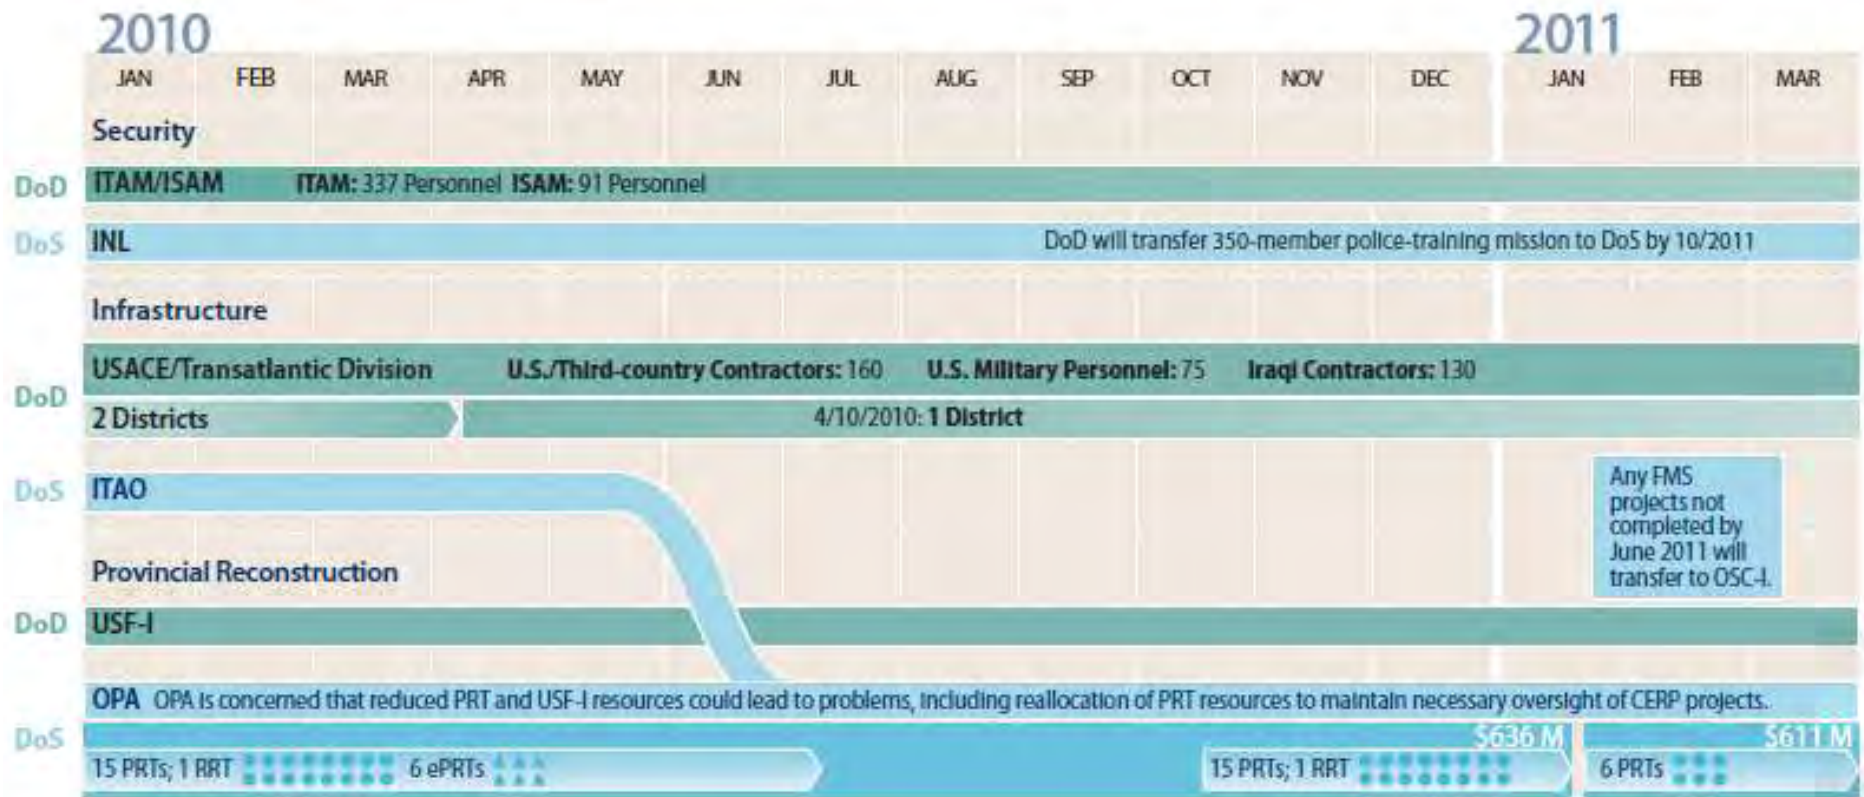 2010 2011
JAN FEB MAR APR MAY JUN JUL AUG SEP OCT NOV DEC JAN FEB MAR
Security
DoD ITAM/ISAM ITAM: 337 Personnel ISAM: 91 Personnel
DoS INL DoD will transfer 350-member police-training mission to DoS by 10/2011
Infrastructure
DoD
USACE/Transatlantic Division U.S./Third-country Contractors: 160 U.S. Military Personnel: 75 Iraqi Contractors: 130
2 Districts 4/10/2010: 1 District
DoS ITAO
Any FMS
projects not
completed by
June 2011 will
transfer to OSC-I.
Provincial Reconstruction
DoD USF-I
OPA OPA is concerned that reduced PRT and USF-I resources could lead to problems, including reallocation of PRT resources to maintain necessary oversight of CERP projects.
DoS
$636 M $611 M
15 PRTs; 1 RRT 6 ePRTs 15 PRTs; 1 RRT 6 PRTs